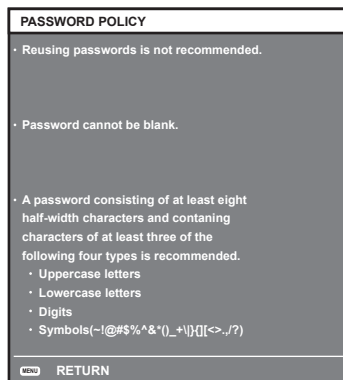 PASSWORD POLICY
· Reusing passwords is not recommended.
· Password cannot be blank.
· A password consisting of at least eight
half-width characters and contaning
characters of at least three of the
following four types is recommended.
· Uppercase letters
· Lowercase letters
· Digits
· Symbols(~!@#$%^&*()_+\|}{][<>.,/?)
MENU RETURN